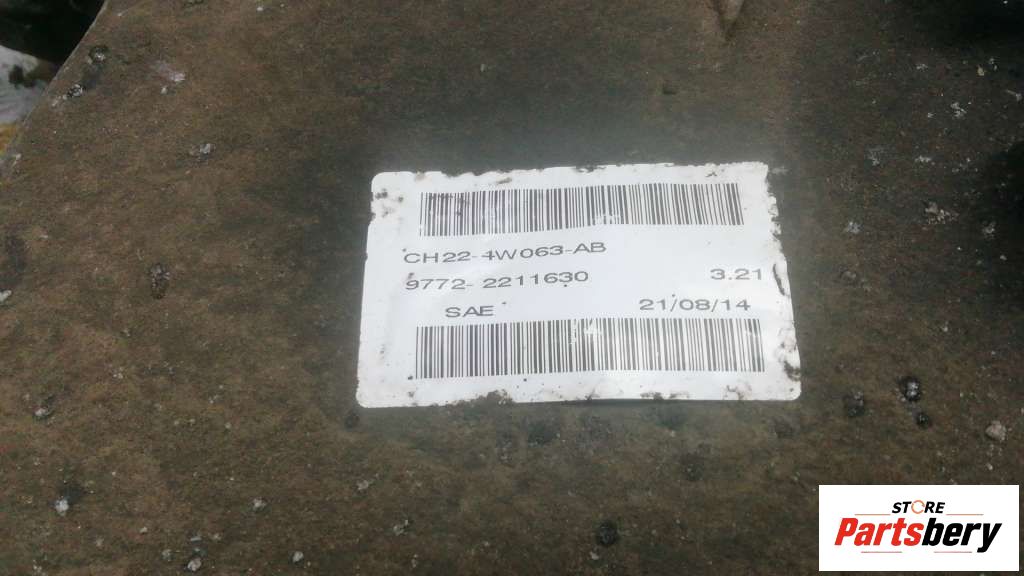 CH22-4W063-AB
9772- 2211630 3.21
SAE 21/08/14
STORE
Partsbery